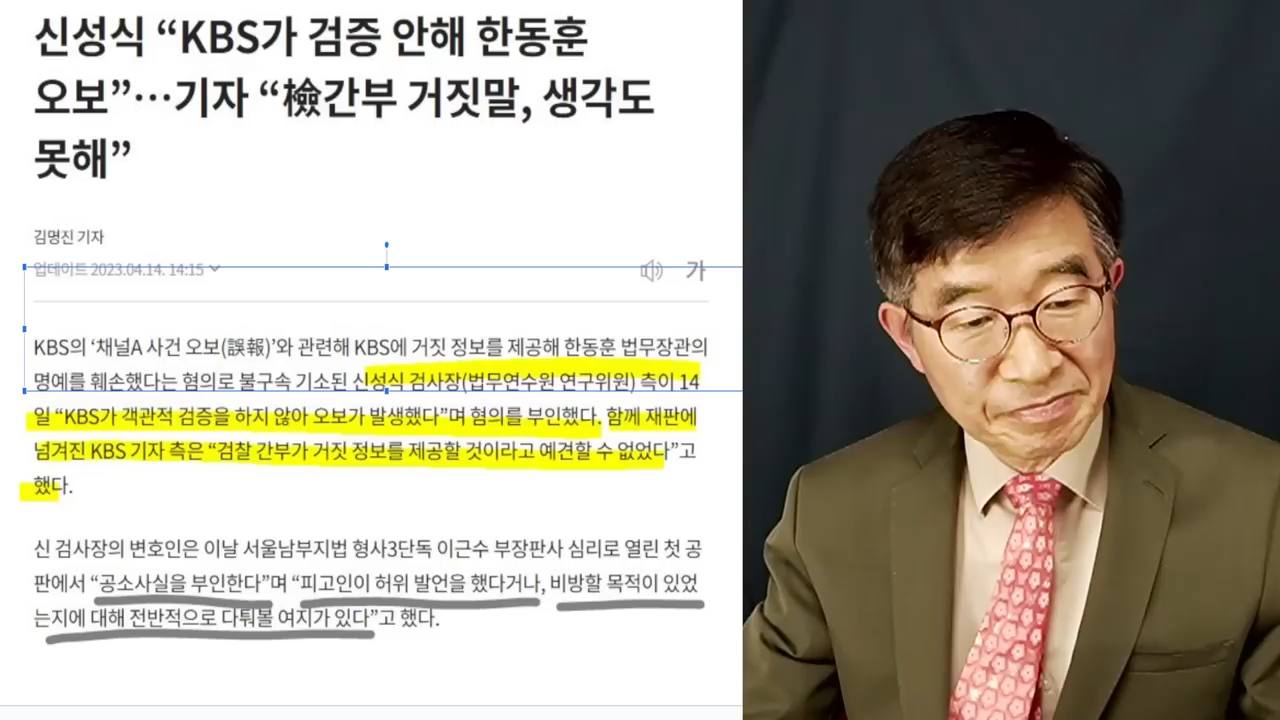 신성식 “KBS가 검증 안해 한동훈
오보”…기자 “檢간부 거짓말, 생각도
못해”
김명진 기자
업데이트 2023.04.14. 14:15
가
KBS의 ‘채널A 사건 오보(誤報)’와 관련해 KBS에 거짓 정보를 제공해 한동훈 법무장관의
명예를 훼손했다는 혐의로 불구속 기소된 신성식 검사장(법무연수원 연구위원) 측이 14
일 “KBS가 객관적 검증을 하지 않아 오보가 발생했다”며 혐의를 부인했다. 함께 재판에
넘겨진 KBS 기자 측은 “검찰 간부가 거짓 정보를 제공할 것이라고 예견할 수 없었다”고
했다.
신 검사장의 변호인은 이날 서울남부지법 형사3단독 이근수 부장판사 심리로 열린 첫 공
판에서 “공소사실을 부인한다”며 “피고인이 허위 발언을 했다거나, 비방할 목적이 있었
는지에 대해 전반적으로 다퉈볼 여지가 있다”고 했다.